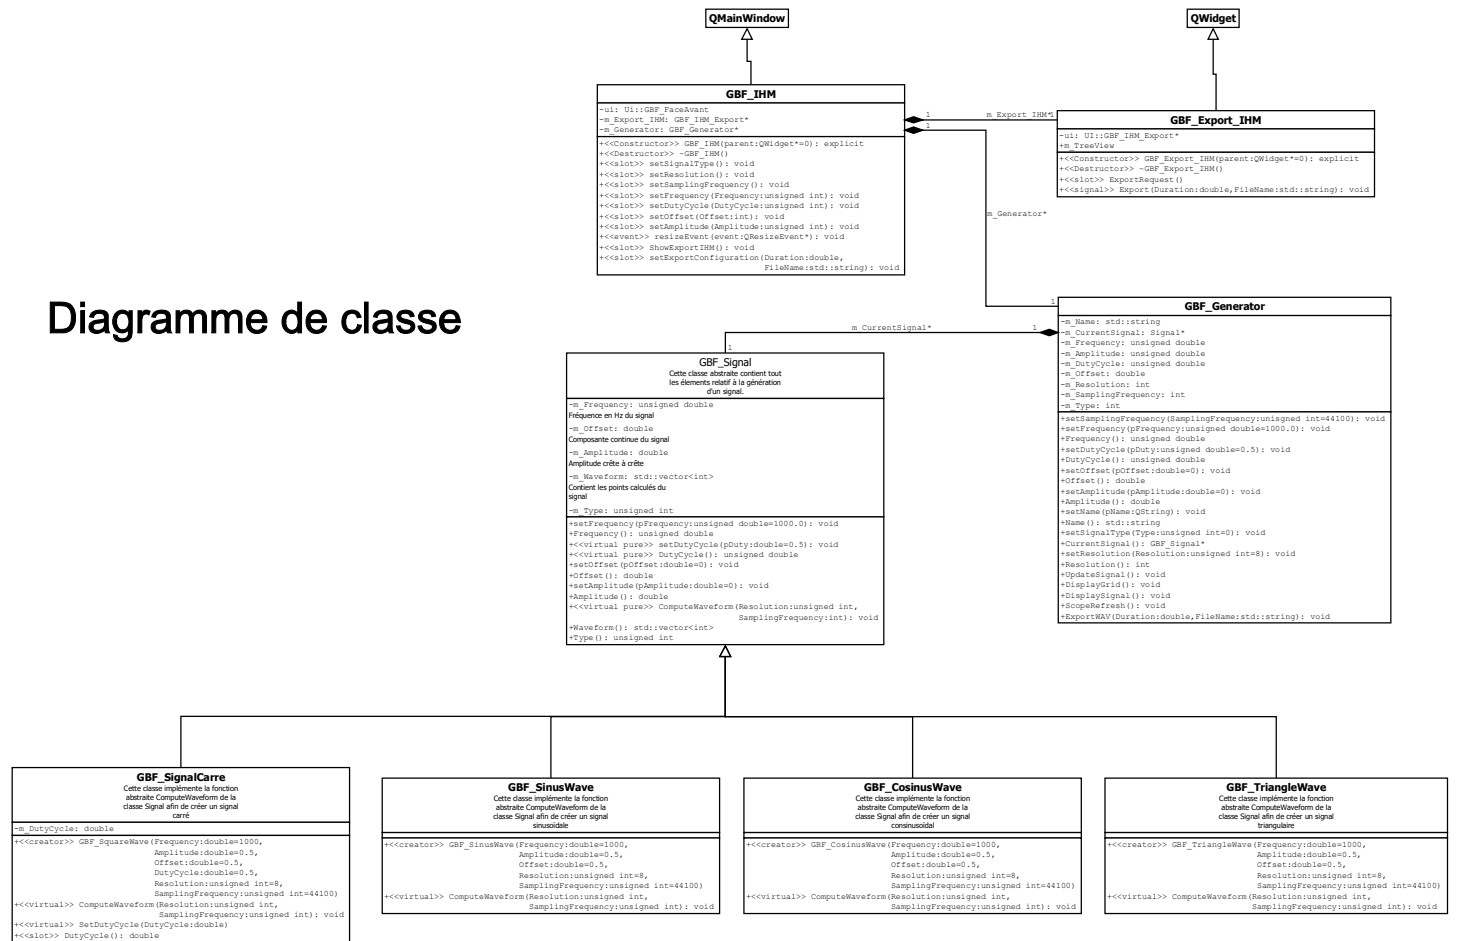 QMainWindow
QWidget
GBF_IHM
-ui: Ui::GBF_FaceAvant
-m_Export_IHM: GBF_IHM_Export*
-m_Generator: GBF_Generator*
+<<Constructor>> GBF_IHM(parent:QWidget*=0): explicit
+<<Destructor>> ~GBF_IHM()
+<<slot>> setSignalType(): void
+<<slot>> setResolution(): void
+<<slot>> setSamplingFrequency(): void
+<<slot>> setFrequency(Frequency:unsigned int): void
+<<slot>> setDutyCycle(DutyCycle:unsigned int): void
+<<slot>> setOffset(Offset:int): void
+<<slot>> setAmplitude(Amplitude:unsigned int): void
+<<event>> resizeEvent(event:QResizeEvent*): void
+<<slot>> ShowExportIHM(): void
+<<slot>> setExportConfiguration(Duration:double,
FileName:std::string): void
1
m_Export_IHM*
1
1
m_Generator*
1
GBF_Export_IHM
-ui: UI::GBF_IHM_Export*
+m_TreeView
+<<Constructor>> GBF_Export_IHM(parent:QWidget*=0): explicit
+<<Destructor>> ~GBF_Export_IHM()
+<<slot>> ExportRequest()
+<<signal>> Export(Duration:double,FileName:std::string): void
Diagramme de classe
GBF_Generator
-m_Name: std::string
-m_CurrentSignal: Signal*
-m_Frequency: unsigned double
-m_Amplitude: unsigned double
-m_DutyCycle: unsigned double
-m_Offset: double
-m_Resolution: int
-m_SamplingFrequency: int
-m_Type: int
+setSamplingFrequency(SamplingFrequency:unisgned int=44100): void
+setFrequency(pFrequency:unsigned double=1000.0): void
+Frequency(): unsigned double
+setDutyCycle(pDuty:unsigned double=0.5): void
+DutyCycle(): unsigned double
+setOffset(pOffset:double=0): void
+Offset(): double
+setAmplitude(pAmplitude:double=0): void
+Amplitude(): double
+setName(pName:QString): void
+Name(): std::string
+setSignalType(Type:unsigned int=0): void
+CurrentSignal(): GBF_Signal*
+setResolution(Resolution:unsigned int=8): void
+Resolution(): int
+UpdateSignal(): void
+DisplayGrid(): void
+DisplaySignal(): void
+ScopeRefresh(): void
+ExportWAV(Duration:double,FileName:std::string): void
m_CurrentSignal*
1
1
GBF_Signal
Cette classe abstraite contient tout
les élements relatif à la génération
d'un signal.
-m_Frequency: unsigned double
Fréquence en Hz du signal
-m_Offset: double
Composante continue du signal
-m_Amplitude: double
Amplitude crête à crête
-m_Waveform: std::vector<int>
Contient les points calculés du
signal
-m_Type: unsigned int
+setFrequency(pFrequency:unsigned double=1000.0): void
+Frequency(): unsigned double
+<<virtual pure>> setDutyCycle(pDuty:double=0.5): void
+<<virtual pure>> DutyCycle(): unsigned double
+setOffset(pOffset:double=0): void
+Offset(): double
+setAmplitude(pAmplitude:double=0): void
+Amplitude(): double
+<<virtual pure>> ComputeWaveform(Resolution:unsigned int,
SamplingFrequency:int): void
+Waveform(): std::vector<int>
+Type(): unsigned int
GBF_SignalCarre
Cette classe implémente la fonction
abstraite ComputeWaveform de la
classe Signal afin de créer un signal
carré
-m_DutyCycle: double
+<<creator>> GBF_SquareWave(Frequency:double=1000,
Amplitude:double=0.5,
Offset:double=0.5,
DutyCycle:double=0.5,
Resolution:unsigned int=8,
SamplingFrequency:unsigned int=44100)
+<<virtual>> ComputeWaveform(Resolution:unsigned int,
SamplingFrequency:unsigned int): void
+<<virtual>> SetDutyCycle(DutyCycle:double)
+<<slot>> DutyCycle(): double
GBF_SinusWave
Cette classe implémente la fonction
abstraite ComputeWaveform de la
classe Signal afin de créer un signal
sinusoïdale
+<<creator>> GBF_SinusWave(Frequency:double=1000,
Amplitude:double=0.5,
Offset:double=0.5,
Resolution:unsigned int=8,
SamplingFrequency:unsigned int=44100)
+<<virtual>> ComputeWaveform(Resolution:unsigned int,
SamplingFrequency:unsigned int): void
GBF_CosinusWave
Cette classe implémente la fonction
abstraite ComputeWaveform de la
classe Signal afin de créer un signal
consinusoïdal
+<<creator>> GBF_CosinusWave(Frequency:double=1000,
Amplitude:double=0.5,
Offset:double=0.5,
Resolution:unsigned int=8,
SamplingFrequency:unsigned int=44100)
+<<virtual>> ComputeWaveform(Resolution:unsigned int,
SamplingFrequency:unsigned int): void
GBF_TriangleWave
Cette classe implémente la fonction
abstraite ComputeWaveform de la
classe Signal afin de créer un signal
triangulaire
+<<creator>> GBF_TriangleWave(Frequency:double=1000,
Amplitude:double=0.5,
Offset:double=0.5,
Resolution:unsigned int=8,
SamplingFrequency:unsigned int=44100)
+<<virtual>> ComputeWaveform(Resolution:unsigned int,
SamplingFrequency:unsigned int): void